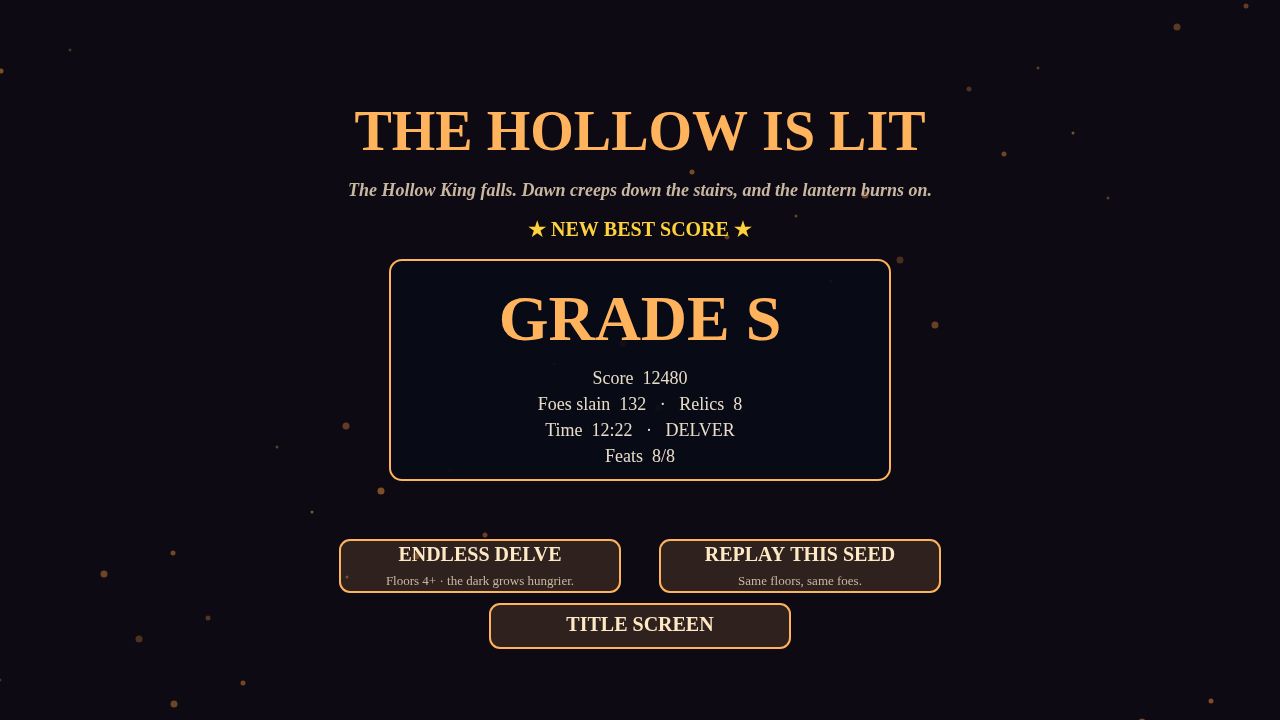 THE HOLLOW IS LIT
The Hollow King falls. Dawn creeps down the stairs, and the lantern burns on.
★ NEW BEST SCORE ★
GRADE S
Score 12480
Foes slain 132 · Relics 8
Time 12:22 · DELVER
Feats 8/8
ENDLESS DELVE
Floors 4+ · the dark grows hungrier.
REPLAY THIS SEED
Same floors, same foes.
TITLE SCREEN